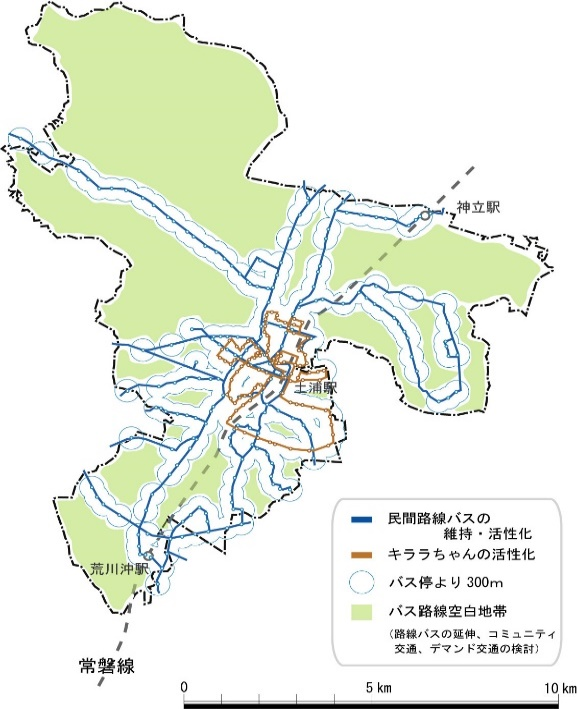 神立駅
土浦駅
荒川沖駅
常磐線
民間路線バスの
維持・活性化
キララちゃんの活性化
バス停より300m
バス路線空白地帯
（路線バスの延伸、コミュニティ
交通、デマンド交通の検討）
0 5 km 10 km